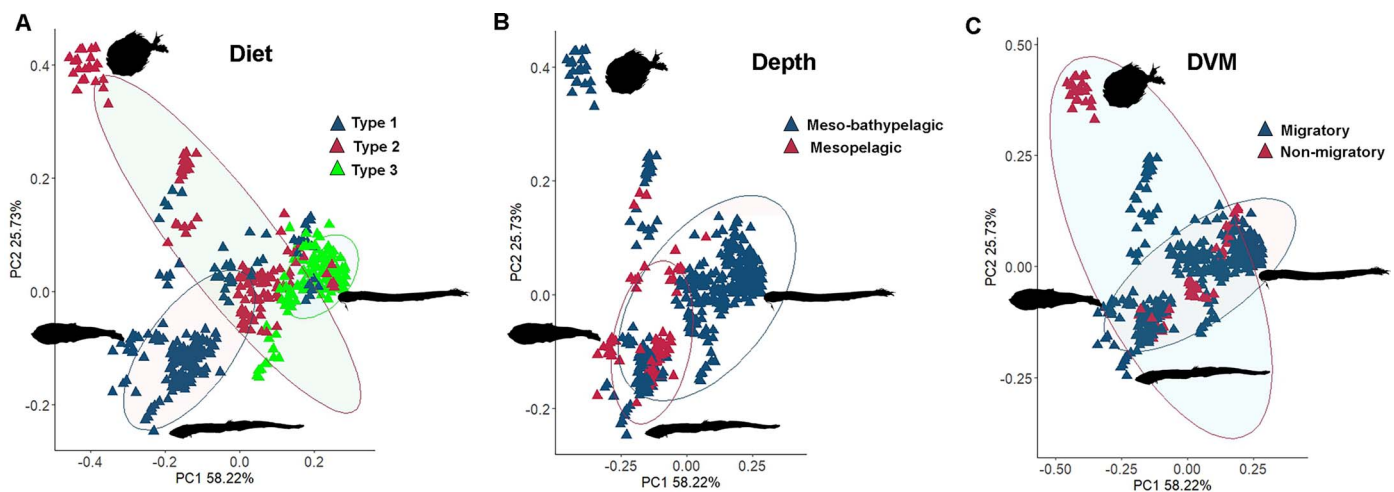 A
Diet
Type 1
Type 2
Type 3
PC2 25.73%
0.4
0.2
0.0
-0.2
-0.4
-0.2
0.0
0.2
PC1 58.22%
B
Depth
Meso-bathypelagic
Mesopelagic
PC2 25.73%
0.4
0.2
0.0
-0.2
-0.25
0.00
0.25
PC1 58.22%
C
DVM
Migratory
Non-migratory
PC2 25.73%
0.50
0.25
0.00
-0.25
-0.50
-0.25
0.00
0.25
PC1 58.22%